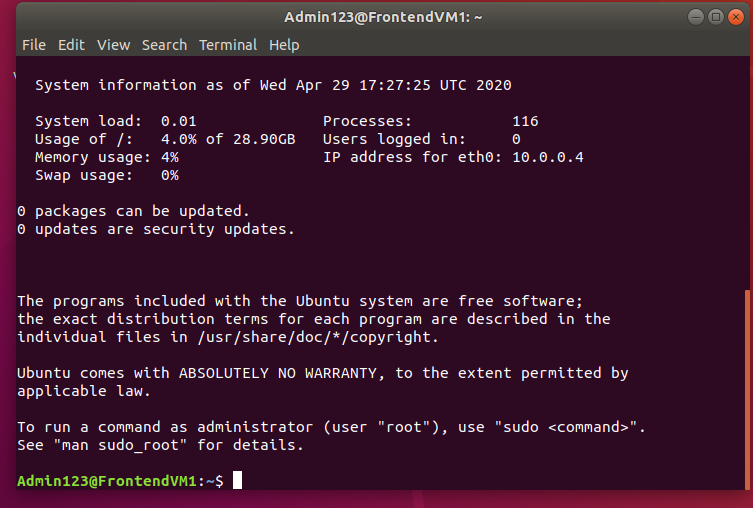 Admin123@FrontendVM1: ~
File Edit View Search Terminal Help
System information as of Wed Apr 29 17:27:25 UTC 2020
System load:  0.01              Processes:           116
Usage of /:   4.0% of 28.90GB   Users logged in:     0
Memory usage: 4%                IP address for eth0: 10.0.0.4
Swap usage:   0%
0 packages can be updated.
0 updates are security updates.
The programs included with the Ubuntu system are free software;
the exact distribution terms for each program are described in the
individual files in /usr/share/doc/*/copyright.
Ubuntu comes with ABSOLUTELY NO WARRANTY, to the extent permitted by
applicable law.
To run a command as administrator (user "root"), use "sudo <command>".
See "man sudo_root" for details.
Admin123@FrontendVM1:~$